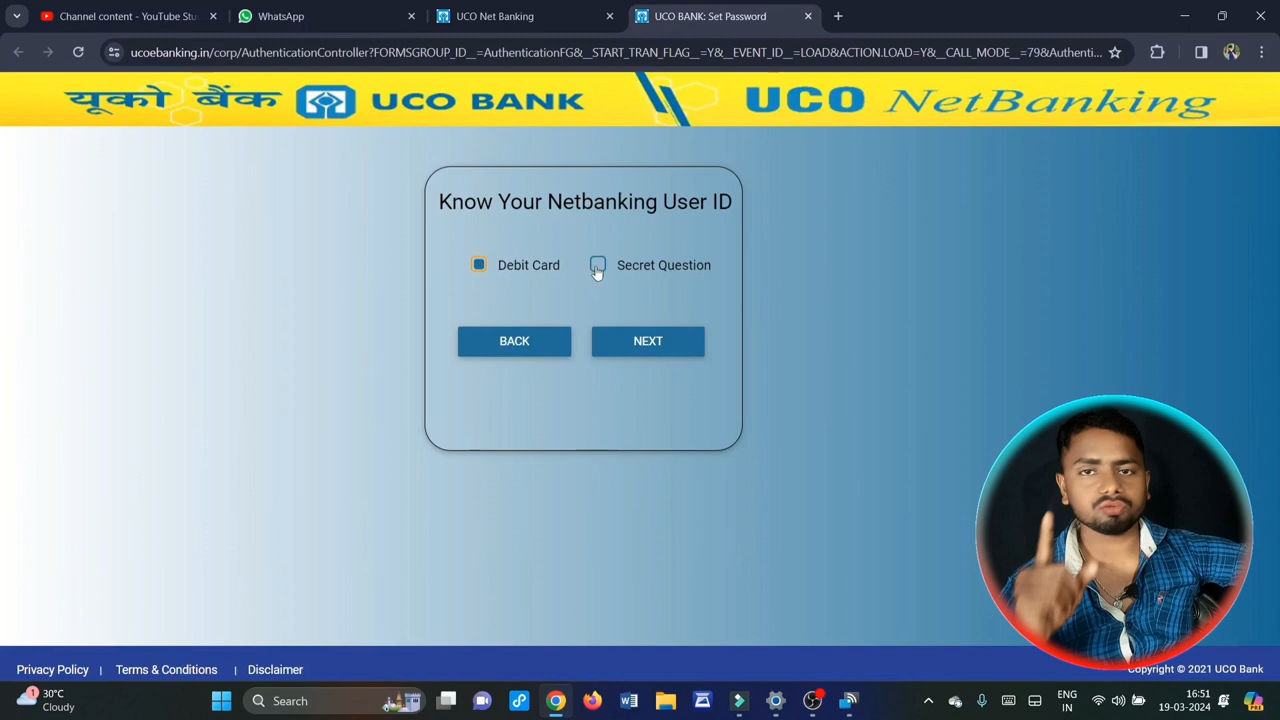 Channel content - YouTube Stu
WhatsApp
UCO Net Banking
UCO BANK: Set Password
ucoebanking.in/corp/AuthenticationController?FORMSGROUP_ID__=AuthenticationFG&__START_TRAN_FLAG__=Y&__EVENT_ID__=LOAD&ACTION.LOAD=Y&__CALL_MODE__=79&Authenti...
यूको बैंक UCO BANK
UCO NetBanking
Know Your Netbanking User ID
Debit Card
Secret Question
BACK
NEXT
Privacy Policy | Terms & Conditions | Disclaimer
Copyright © 2021 UCO Bank
1
30°C
Cloudy
Search
ENG
IN
16:51
19-03-2024